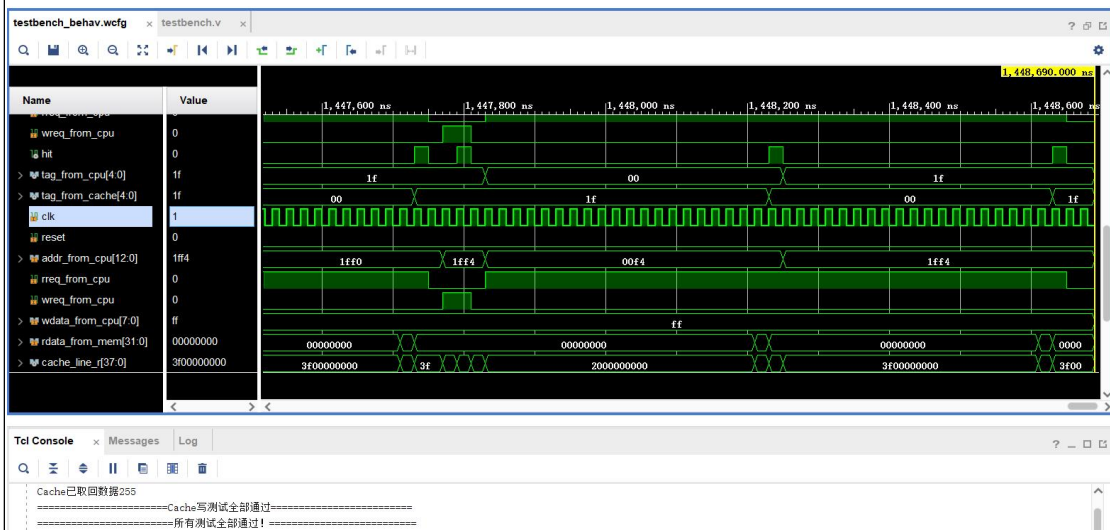 testbench_behav.wcfg × testbench.v ×
1,448,690.000 ns
Name Value
1,447,600 ns 1,447,800 ns 1,448,000 ns 1,448,200 ns 1,448,400 ns 1,448,600 ns
wreq_from_cpu 0
hit 0
tag_from_cpu[4:0] 1f 1f 00 1f
tag_from_cache[4:0] 1f 00 1f 00 1f
clk 1
reset 0
addr_from_cpu[12:0] 1ff4 1ff0 1ff4 00f4 1ff4
rreq_from_cpu 0
wreq_from_cpu 0
wdata_from_cpu[7:0] ff ff
rdata_from_mem[31:0] 00000000 00000000 00000000 00000000 0000
cache_line_r[37:0] 3f00000000 3f00000000 3f 2000000000 3f00000000 3f00
Tcl Console × Messages Log
Cache已取回数据255
======================Cache写测试全部通过========================
=======================所有测试全部通过! =========================